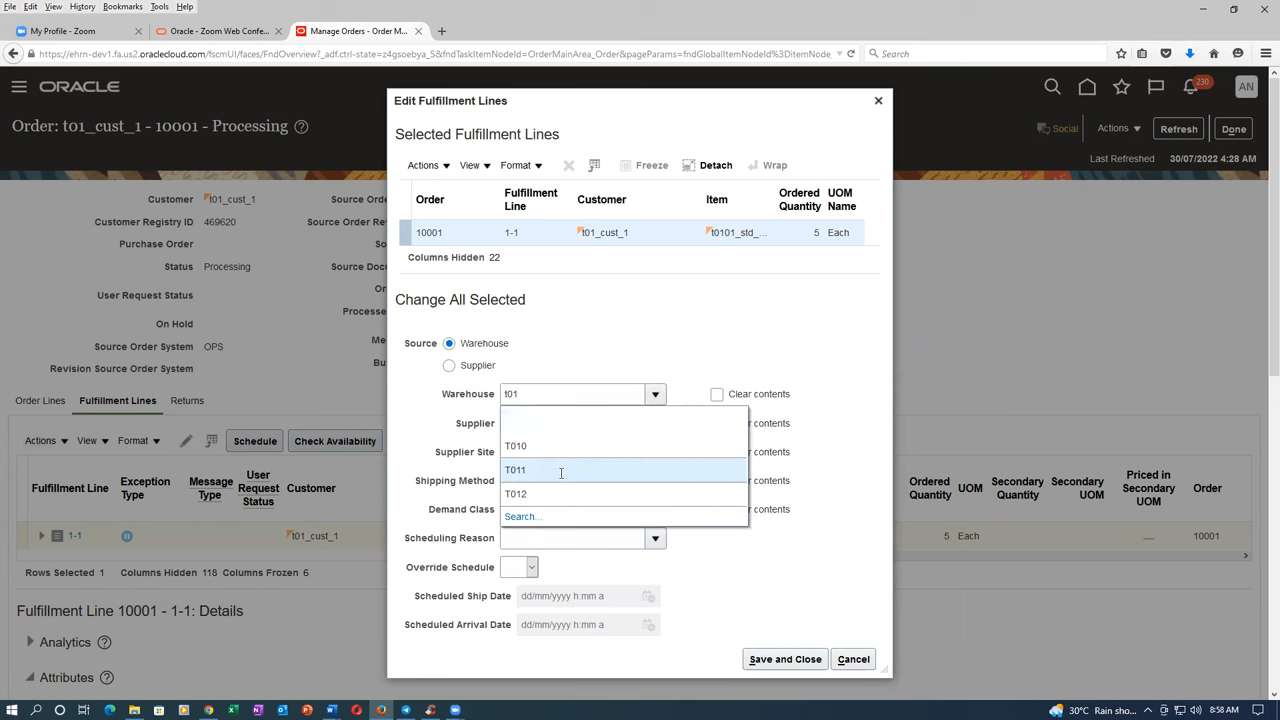 File Edit View History Bookmarks Tools Help
My Profile - Zoom
Oracle - Zoom Web Confe...
Manage Orders - Order M...
https://ehrn-dev1.fa.us2.oraclecloud.com/fscmUI/faces/FndOverview?_adf.ctrl-state=z4gsoebya_5&fndTaskItemNodeId=OrderMainArea_Order&pageParams=fndGlobalItemNodeId%3DitemNode
Search
ORACLE
230
AN
Order: t01_cust_1 - 10001 - Processing
Social
Actions
Refresh
Done
Last Refreshed 30/07/2022 4:28 AM
Customer t01_cust_1
Source Orde
Customer Registry ID 469620
Source Order Re
Purchase Order
So
Status Processing
Source Docu
User Request Status
Or
Processe
On Hold
Me
Source Order System OPS
Bu
Revision Source Order System
Order Lines Fulfillment Lines Returns
Actions View Format Schedule Check Availability
Fulfillment Line
Exception Type
Message Type
User Request Status
Customer
Ordered Quantity
UOM
Secondary UOM
Secondary UOM
Priced in Secondary UOM
Order
1-1
t01_cust_1
5 Each
10001
Rows Selected 1 Columns Hidden 118 Columns Frozen 6
Fulfillment Line 10001 - 1-1: Details
Analytics
Attributes
Edit Fulfillment Lines
Selected Fulfillment Lines
Actions View Format Freeze Detach Wrap
Order
Fulfillment Line
Customer
Item
Ordered Quantity
UOM Name
10001 1-1 t01_cust_1 t0101_std_... 5 Each
Columns Hidden 22
Change All Selected
Source Warehouse
Supplier
Warehouse t01 Clear contents
Supplier r contents
T010
Supplier Site r contents
T011
Shipping Method r contents
T012
Demand Class r contents
Search...
Scheduling Reason
Override Schedule
Scheduled Ship Date dd/mm/yyyy h:mm a
Scheduled Arrival Date dd/mm/yyyy h:mm a
Save and Close Cancel
30°C Rain sho...
8:58 AM